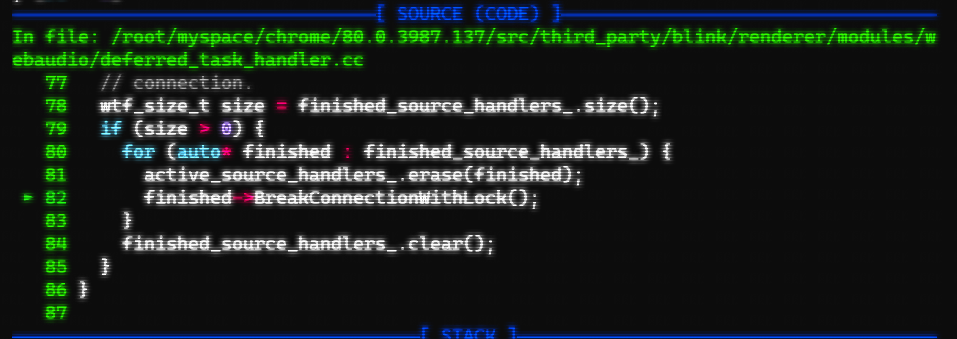 [ SOURCE (CODE) ]
In file: /root/myspace/chrome/80.0.3987.137/src/third_party/blink/renderer/modules/w
ebaudio/deferred_task_handler.cc
77 // connection.
78 wtf_size_t size = finished_source_handlers_.size();
79 if (size > 0) {
80 for (auto* finished : finished_source_handlers_) {
81 active_source_handlers_.erase(finished);
► 82 finished->BreakConnectionWithLock();
83 }
84 finished_source_handlers_.clear();
85 }
86 }
87
[ STACK ]